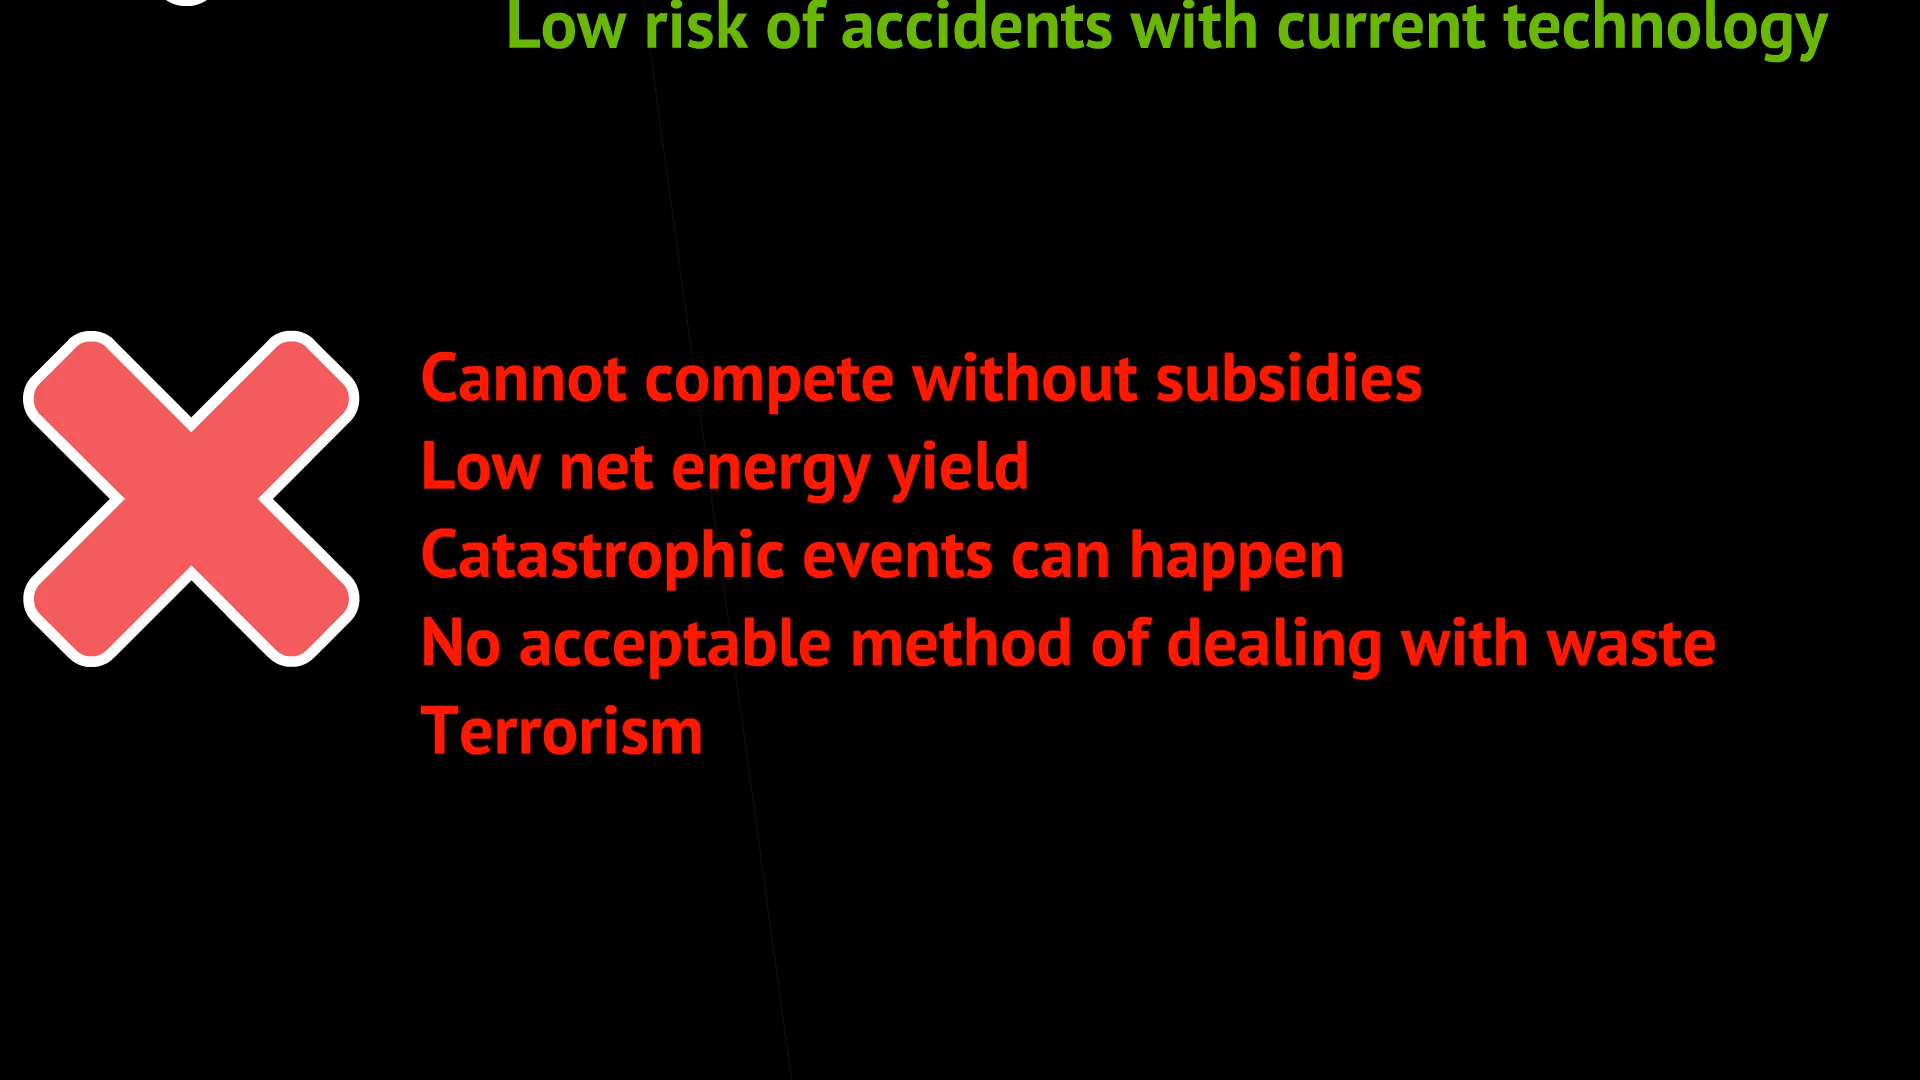 Low risk of accidents with current technology
Cannot compete without subsidies
Low net energy yield
Catastrophic events can happen
No acceptable method of dealing with waste
Terrorism